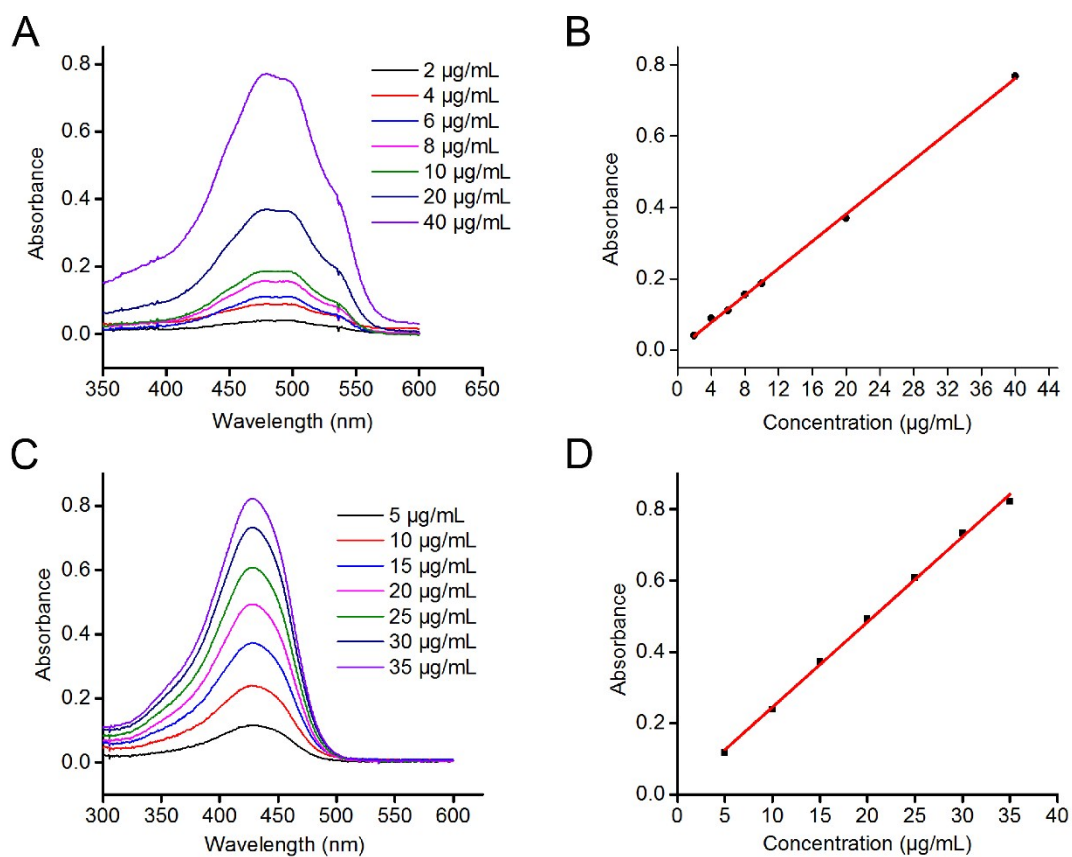 A
0.8
0.6
0.4
0.2
0.0
Absorbance
350 400 450 500 550 600 650
Wavelength (nm)
2 µg/mL
4 µg/mL
6 µg/mL
8 µg/mL
10 µg/mL
20 µg/mL
40 µg/mL
B
0.8
0.6
0.4
0.2
0.0
Absorbance
0 4 8 12 16 20 24 28 32 36 40 44
Concentration (µg/mL)
C
0.8
0.6
0.4
0.2
0.0
Absorbance
300 350 400 450 500 550 600
Wavelength (nm)
5 µg/mL
10 µg/mL
15 µg/mL
20 µg/mL
25 µg/mL
30 µg/mL
35 µg/mL
D
0.8
0.6
0.4
0.2
0.0
Absorbance
0 5 10 15 20 25 30 35 40
Concentration (µg/mL)